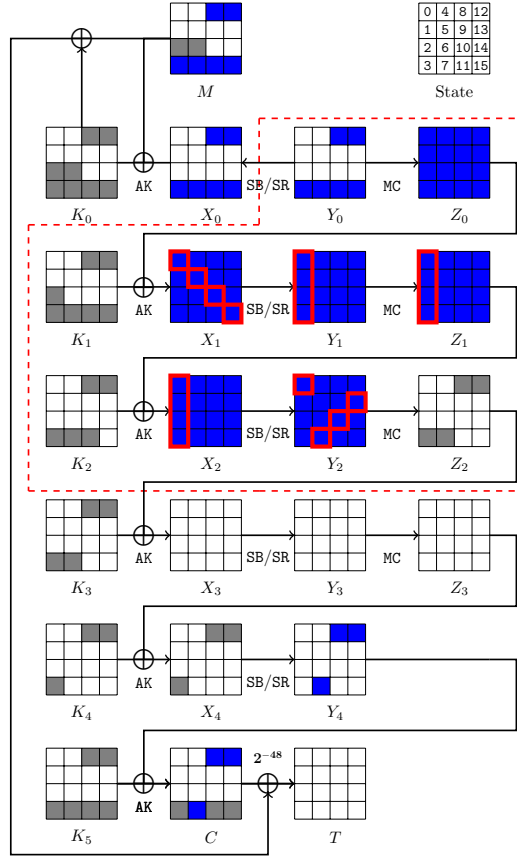 0 4 8 12
1 5 9 13
2 6 10 14
3 7 11 15
M
State
AK SB/SR MC
K₀ X₀ Y₀ Z₀
AK SB/SR MC
K₁ X₁ Y₁ Z₁
AK SB/SR MC
K₂ X₂ Y₂ Z₂
AK SB/SR MC
K₃ X₃ Y₃ Z₃
AK SB/SR
K₄ X₄ Y₄
2⁻⁴⁸
AK
K₅ C T